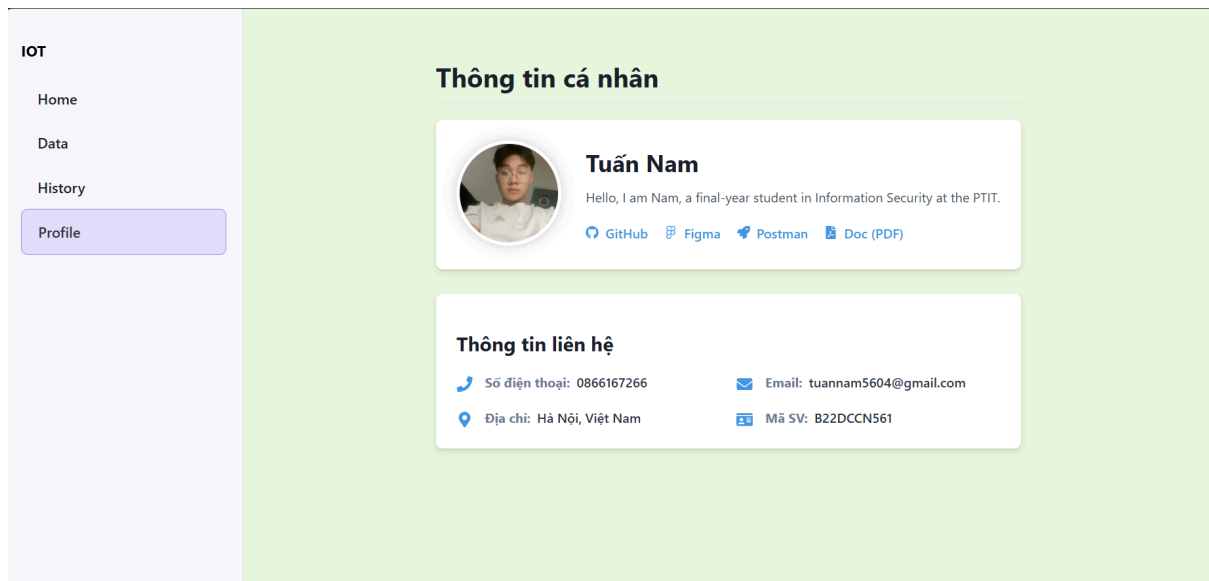 IOT
Home
Data
History
Profile
Thông tin cá nhân
Tuấn Nam
Hello, I am Nam, a final-year student in Information Security at the PTIT.
GitHub Figma Postman Doc (PDF)
Thông tin liên hệ
Số điện thoại: 0866167266 Email: tuannam5604@gmail.com
Địa chỉ: Hà Nội, Việt Nam Mã SV: B22DCCN561